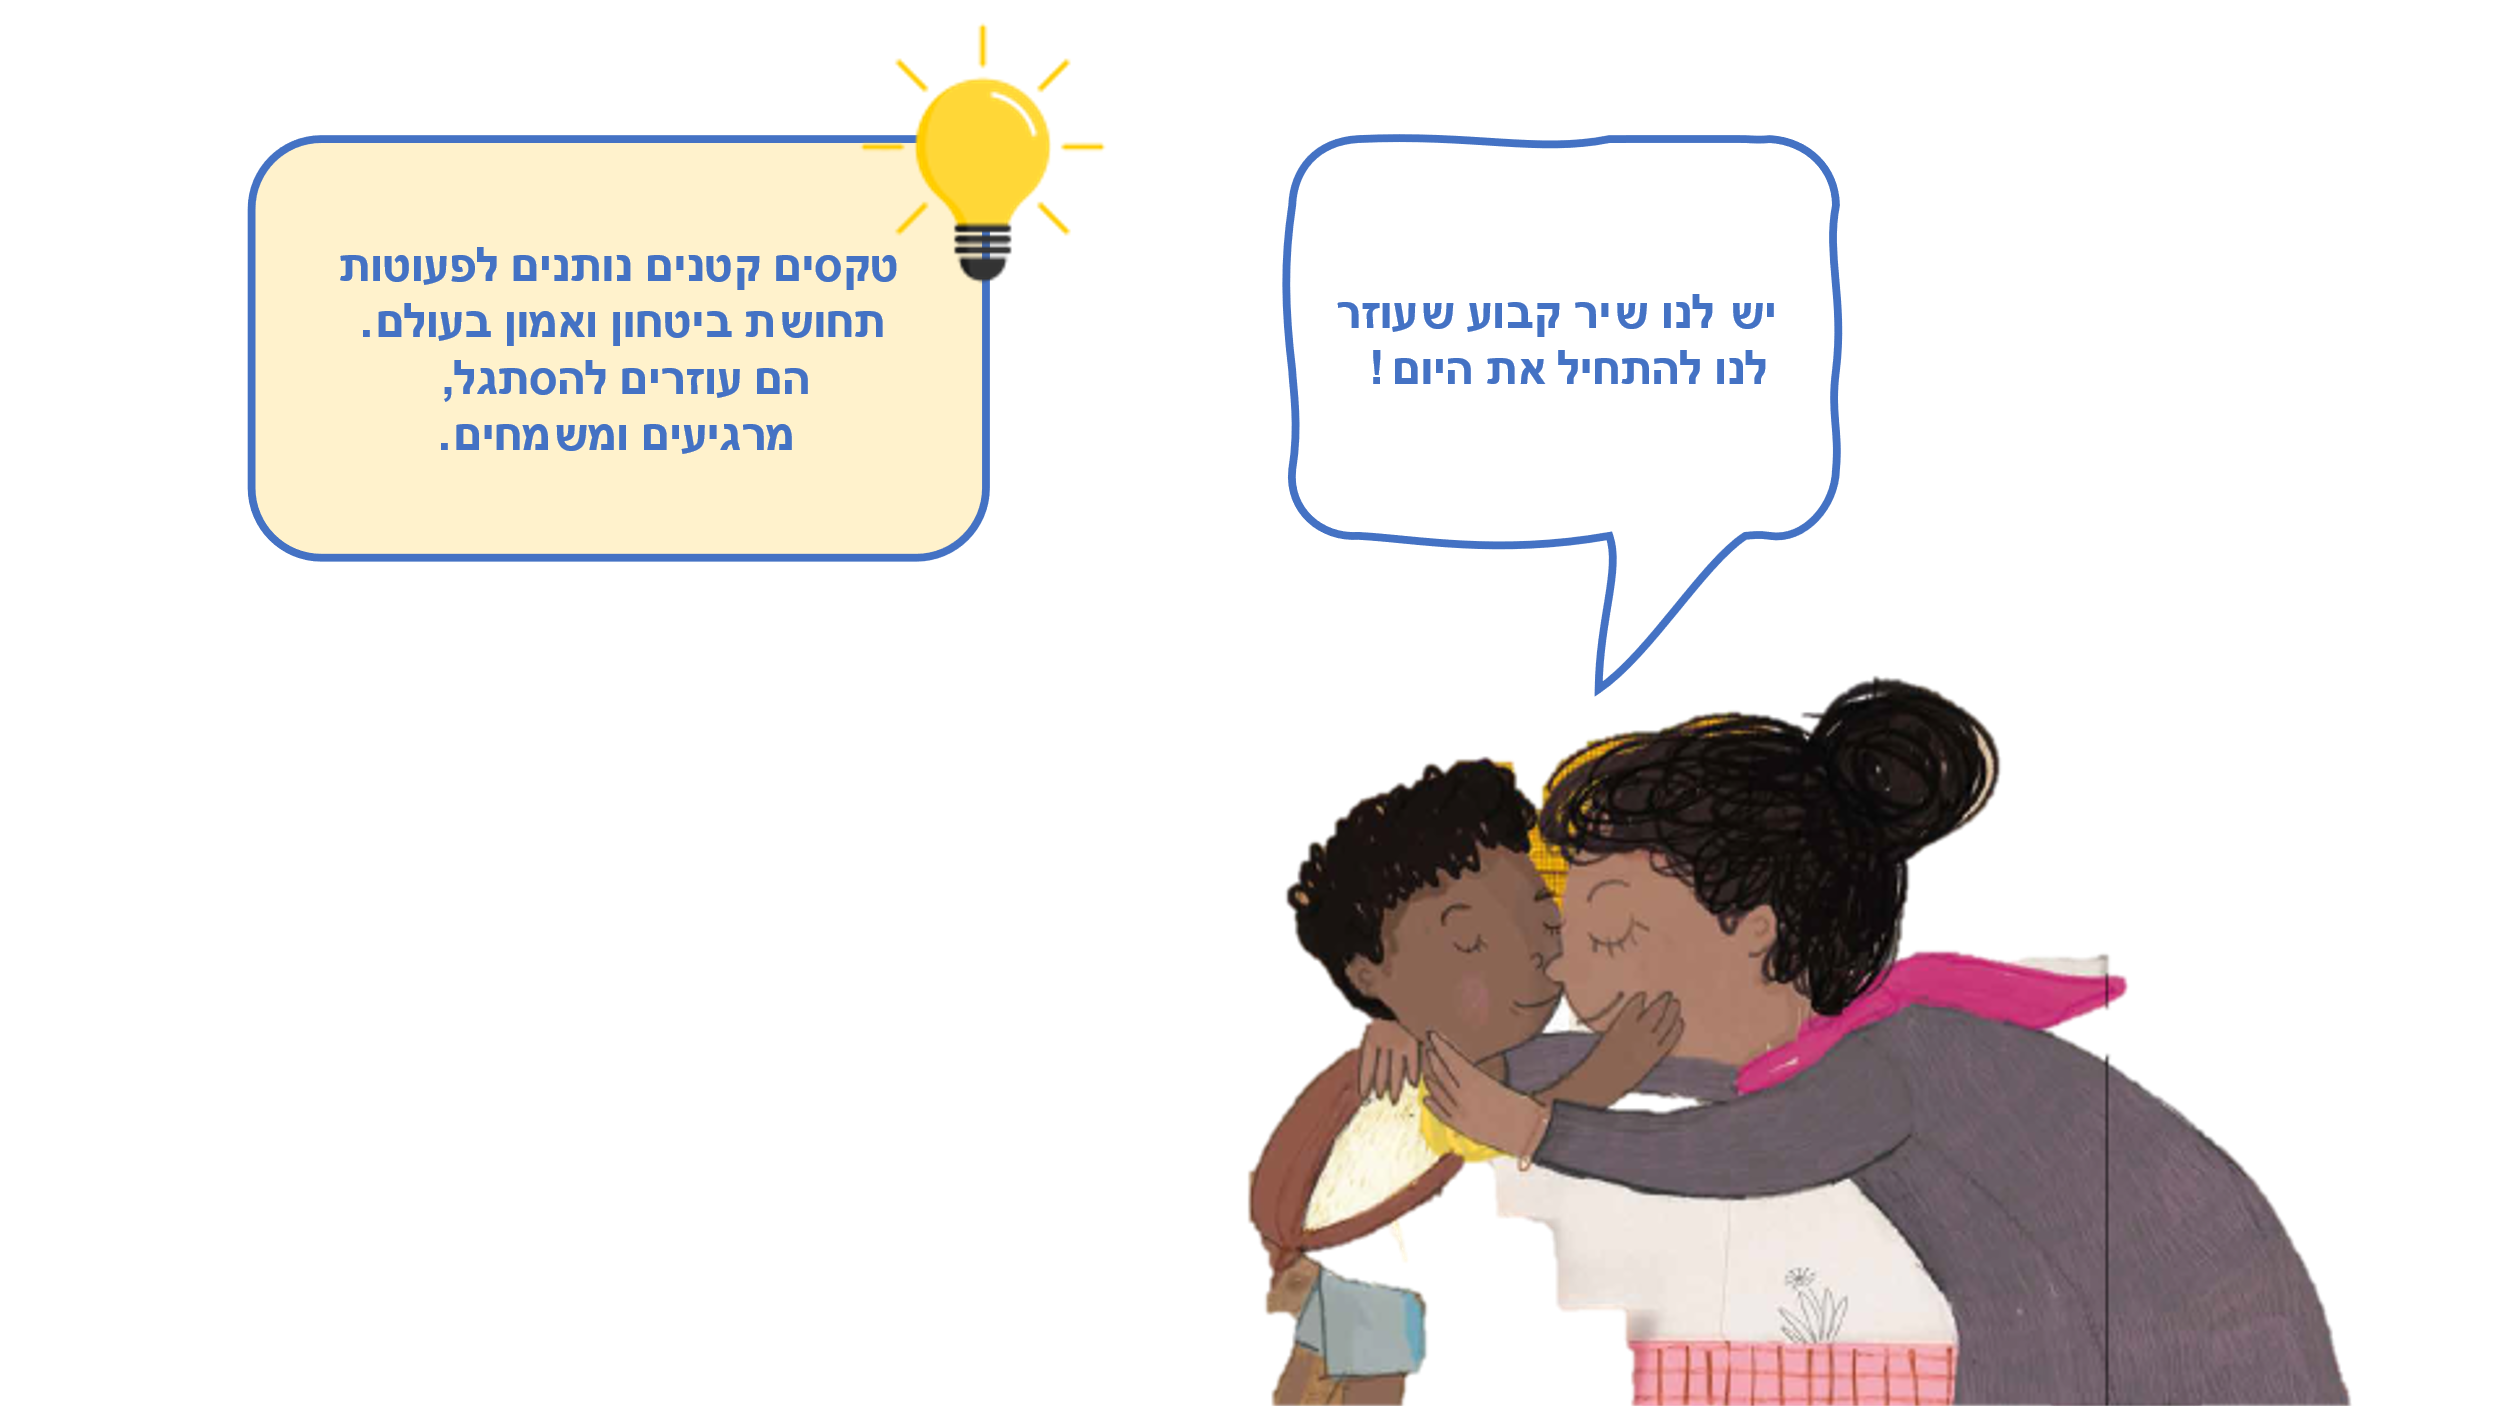 יש לנו שיר קבוע שעוזר
לנו להתחיל את היום!
טקסים קטנים נותנים לפעוטות
תחושת ביטחון ואמון בעולם.
הם עוזרים להסתגל,
מרגיעים ומשמחים.